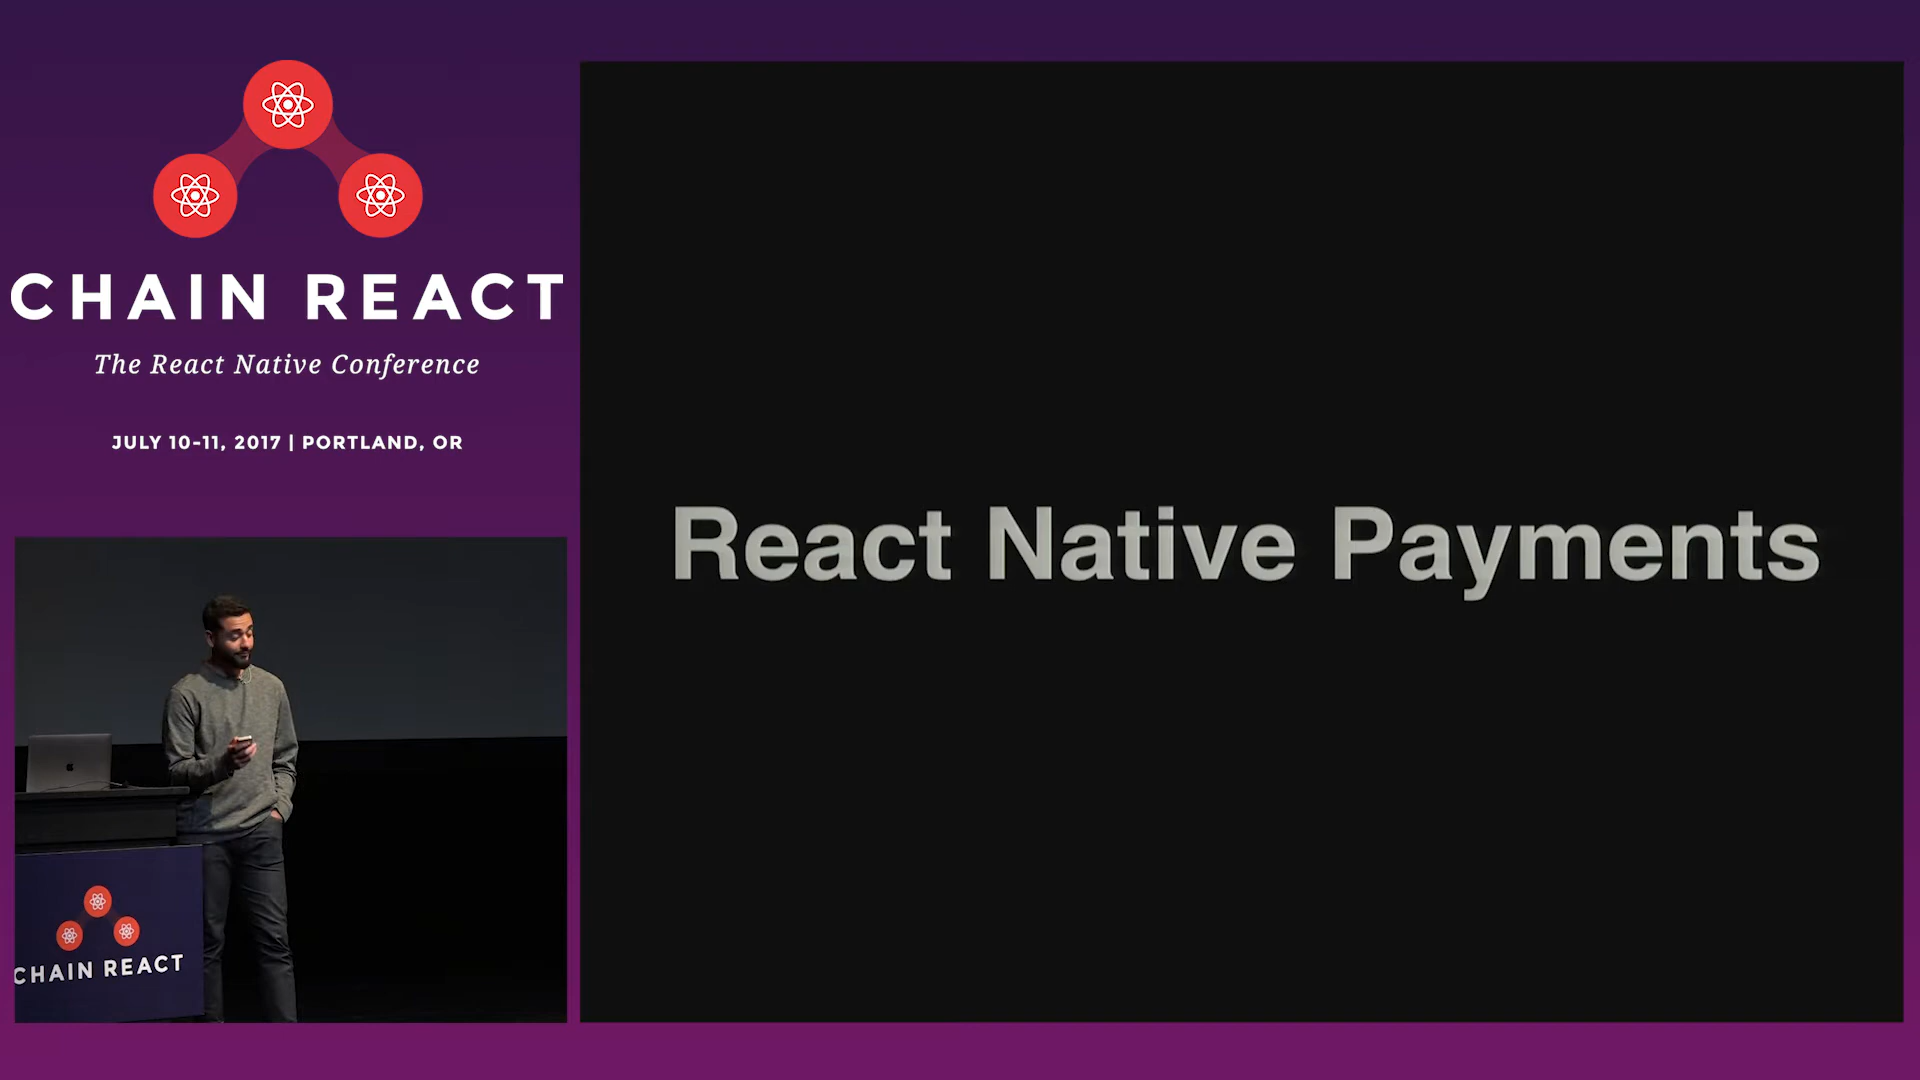 CHAIN REACT
The React Native Conference
JULY 10-11, 2017 | PORTLAND, OR
React Native Payments
CHAIN REACT